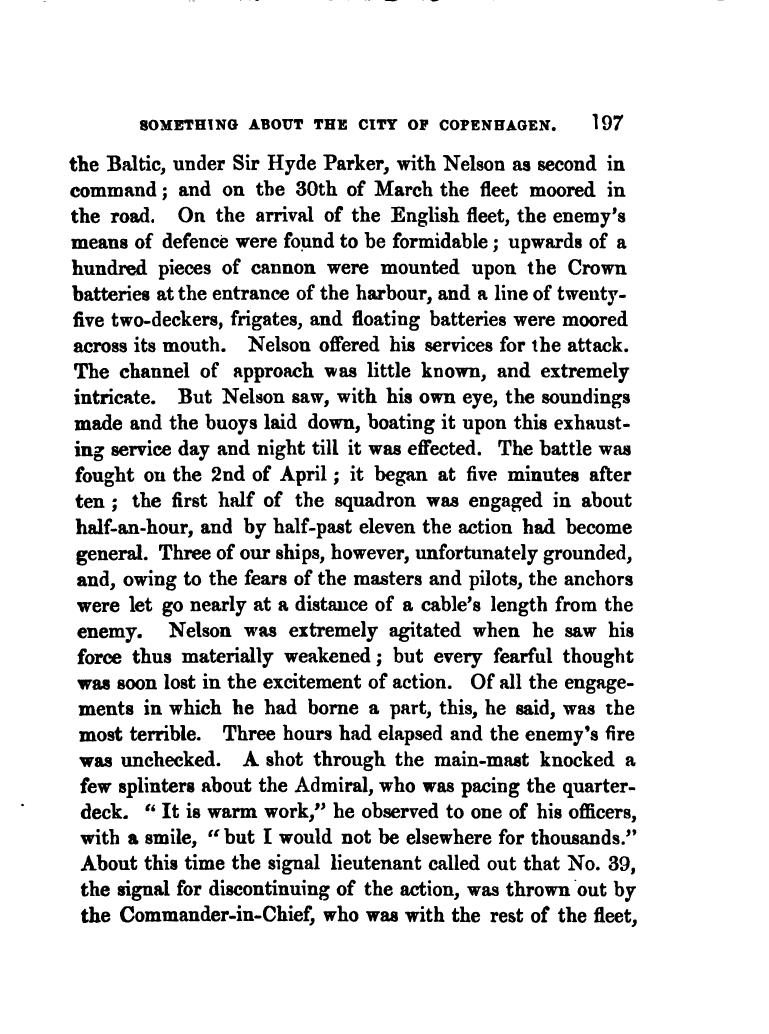 SOMETHING ABOUT THE CITY OF COPENHAGEN. 197
the Baltic, under Sir Hyde Parker, with Nelson as second in
command; and on the 30th of March the fleet moored in
the road. On the arrival of the English fleet, the enemy's
means of defence were found to be formidable; upwards of a
hundred pieces of cannon were mounted upon the Crown
batteries at the entrance of the harbour, and a line of twenty-
five two-deckers, frigates, and floating batteries were moored
across its mouth. Nelson offered his services for the attack.
The channel of approach was little known, and extremely
intricate. But Nelson saw, with his own eye, the soundings
made and the buoys laid down, boating it upon this exhaust-
ing service day and night till it was effected. The battle was
fought on the 2nd of April; it began at five minutes after
ten; the first half of the squadron was engaged in about
half-an-hour, and by half-past eleven the action had become
general. Three of our ships, however, unfortunately grounded,
and, owing to the fears of the masters and pilots, the anchors
were let go nearly at a distance of a cable's length from the
enemy. Nelson was extremely agitated when he saw his
force thus materially weakened; but every fearful thought
was soon lost in the excitement of action. Of all the engage-
ments in which he had borne a part, this, he said, was the
most terrible. Three hours had elapsed and the enemy's fire
was unchecked. A shot through the main-mast knocked a
few splinters about the Admiral, who was pacing the quarter-
deck. "It is warm work," he observed to one of his officers,
with a smile, "but I would not be elsewhere for thousands."
About this time the signal lieutenant called out that No. 39,
the signal for discontinuing of the action, was thrown out by
the Commander-in-Chief, who was with the rest of the fleet,